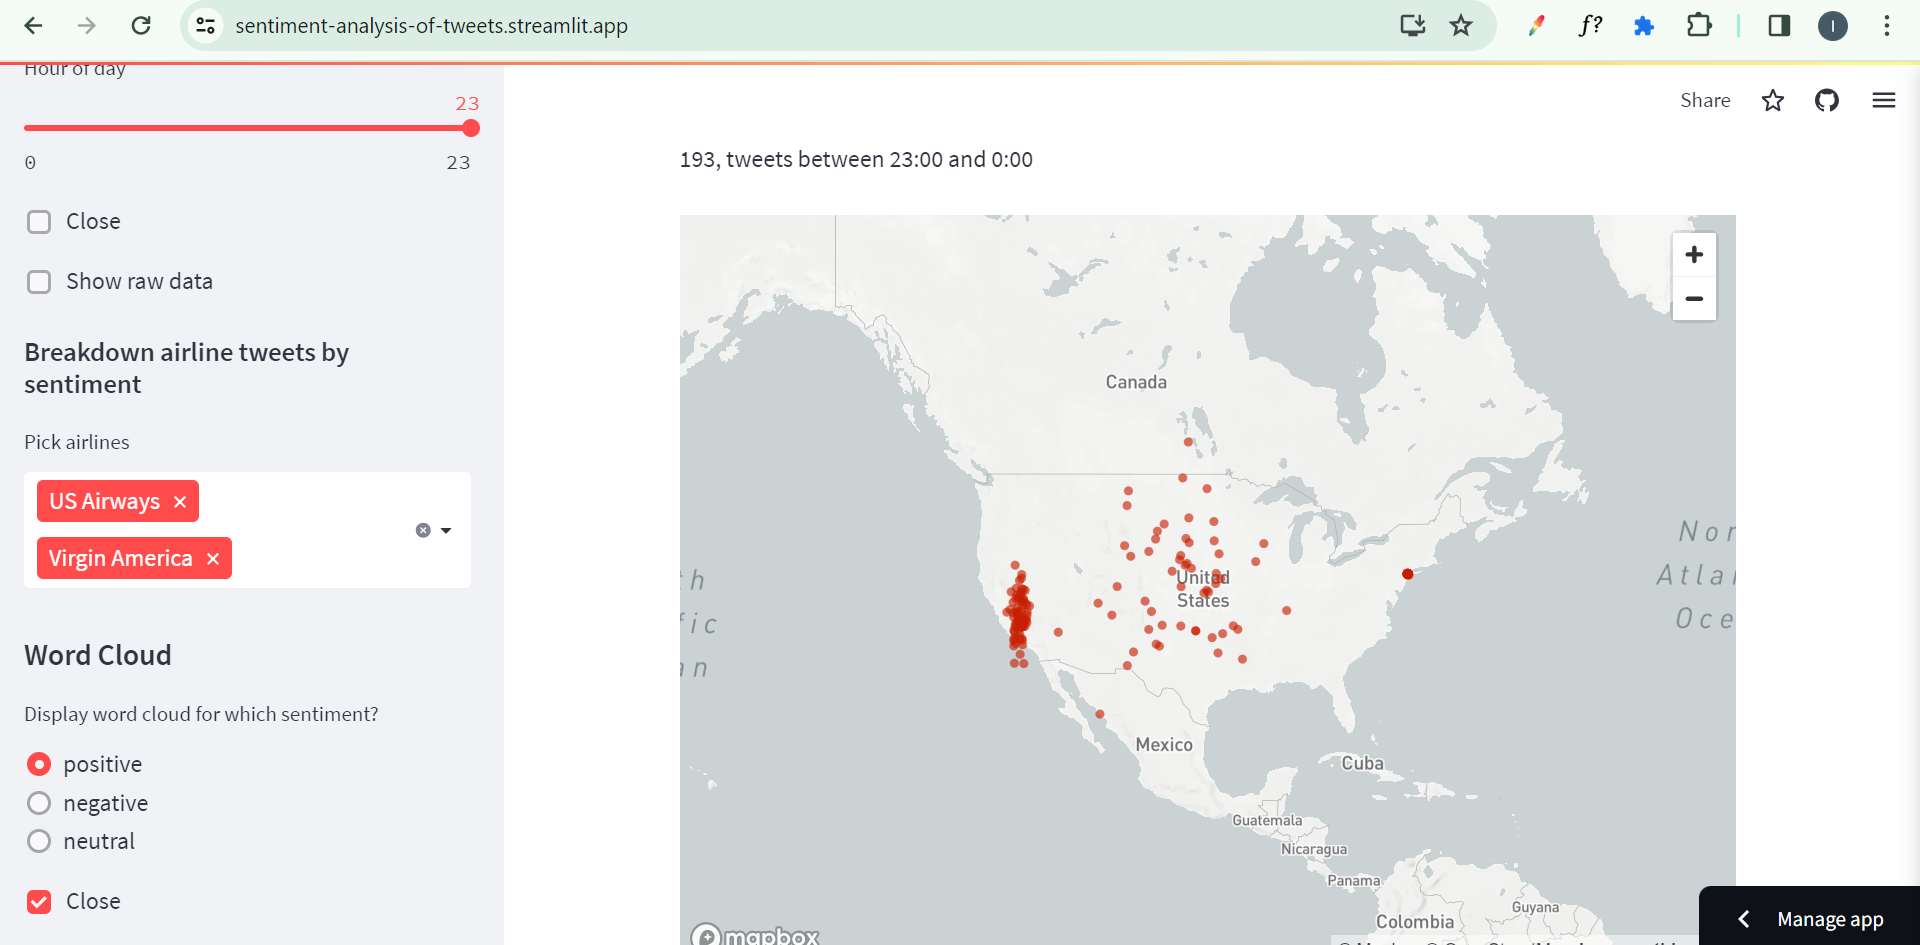 sentiment-analysis-of-tweets.streamlit.app
f?
I
Hour of day
23
0
23
Close
Show raw data
Breakdown airline tweets by
sentiment
Pick airlines
US Airways
Virgin America
Word Cloud
Display word cloud for which sentiment?
positive
negative
neutral
Close
Share
193, tweets between 23:00 and 0:00
Canada
United
States
Mexico
Cuba
Guatemala
Nicaragua
Panama
Colombia
Guyana
Nor
Atla
Oce
mapbox
Manage app